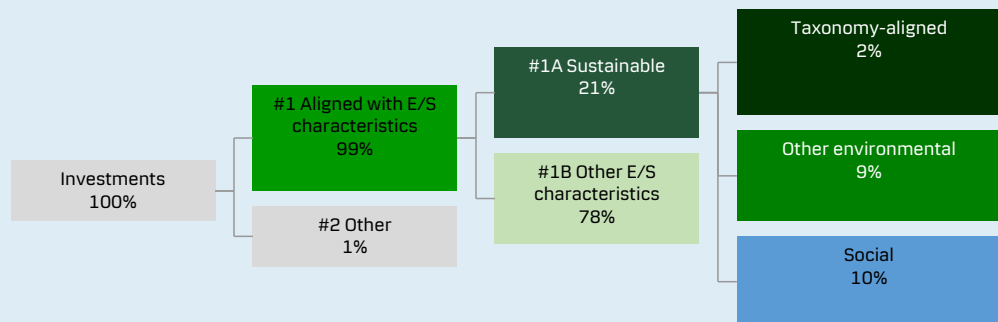 Investments
100%
#1 Aligned with E/S
characteristics
99%
#2 Other
1%
#1A Sustainable
21%
#1B Other E/S
characteristics
78%
Taxonomy-aligned
2%
Other environmental
9%
Social
10%